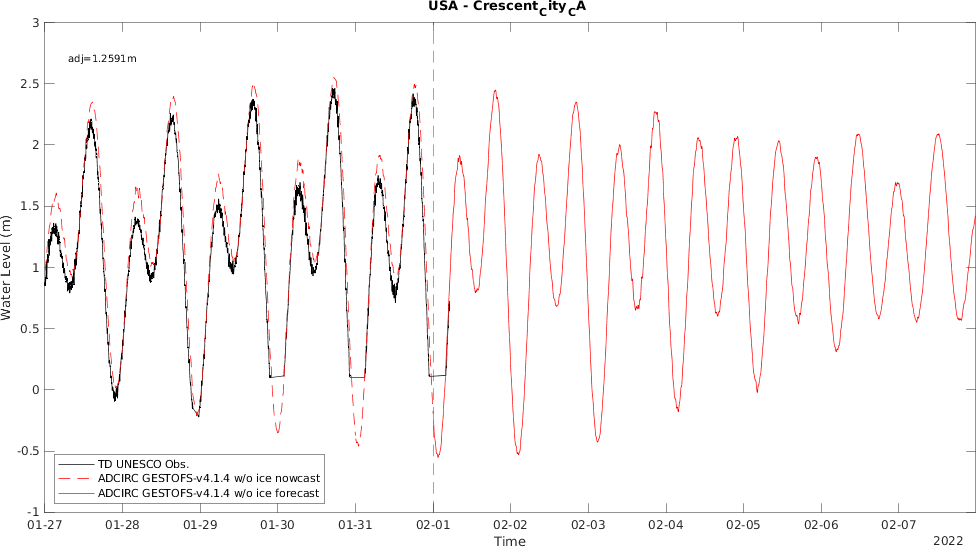 USA - Crescent_City_CA
3
adj=1.2591m
2.5
2
1.5
1
0.5
0
-0.5
-1
Water Level (m)
TD UNESCO Obs.
ADCIRC GESTOFS-v4.1.4 w/o ice nowcast
ADCIRC GESTOFS-v4.1.4 w/o ice forecast
01-27 01-28 01-29 01-30 01-31 02-01 02-02 02-03 02-04 02-05 02-06 02-07
Time
2022